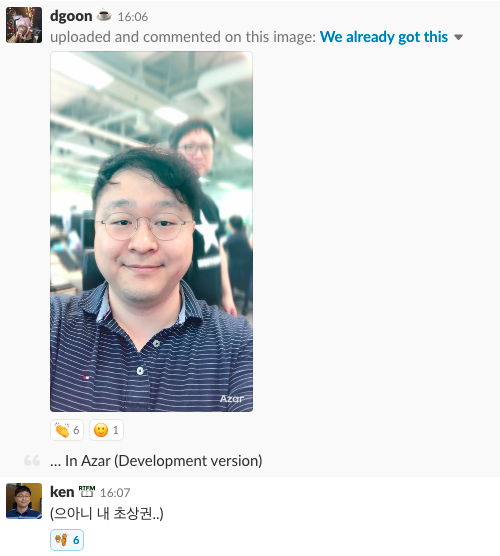 dgoon 16:06
uploaded and commented on this image: We already got this
Azar
6 1
... In Azar (Development version)
ken RTFM 16:07
(으아니 내 초상권..)
6